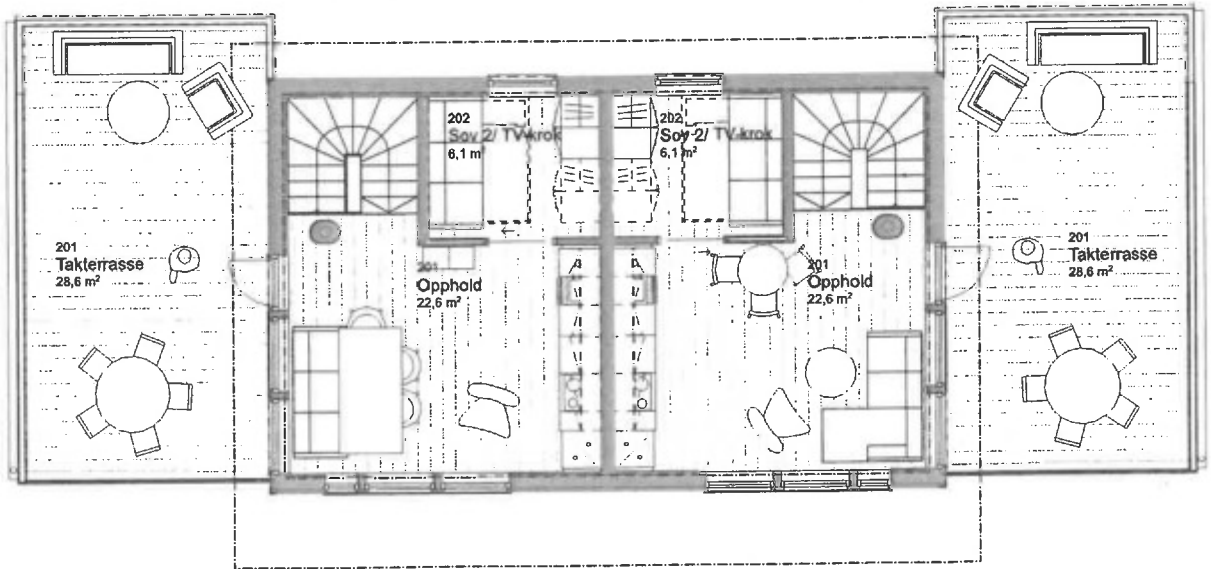 202
Sov 2/ TV-krok
6,1 m²
202
Sov 2/ TV-krok
6,1 m²
201
Takterrasse
28,6 m²
201
Opphold
22,6 m²
201
Opphold
22,6 m²
201
Takterrasse
28,6 m²